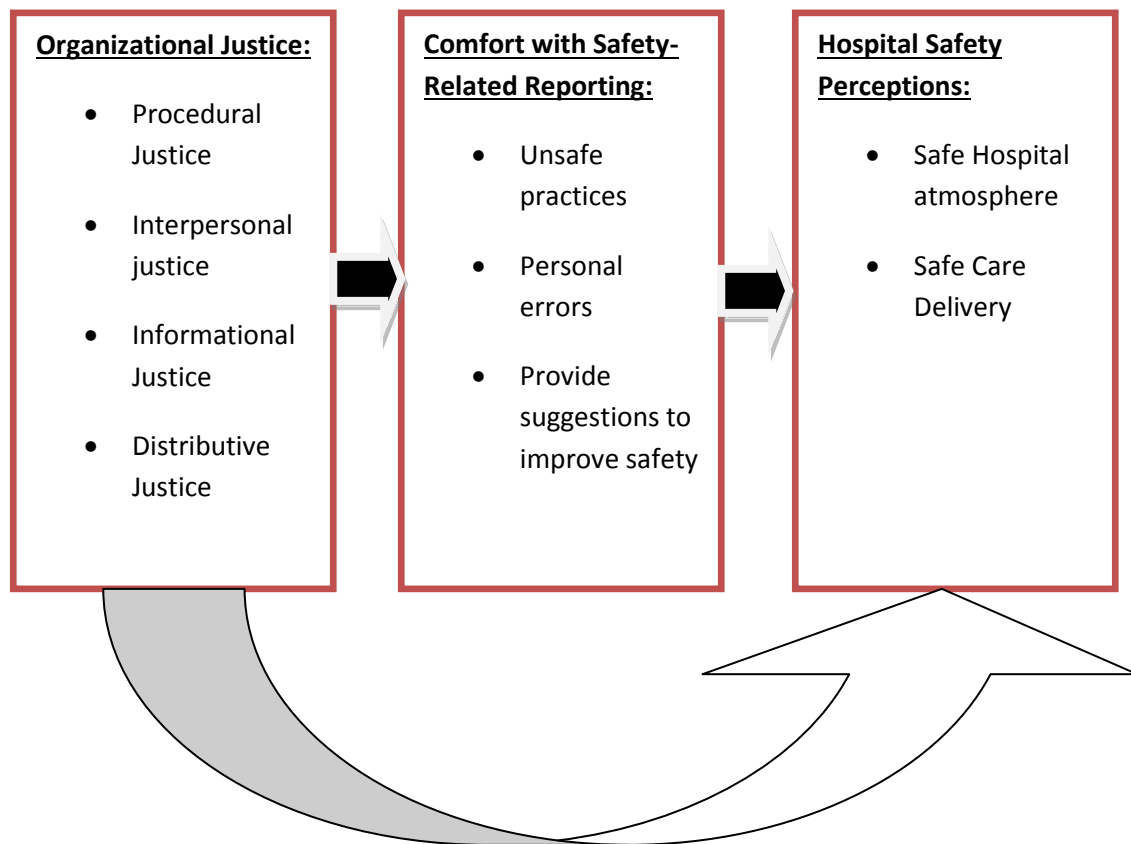 Organizational Justice:
• Procedural
Justice
• Interpersonal
justice
• Informational
Justice
• Distributive
Justice
Comfort with Safety-
Related Reporting:
• Unsafe
practices
• Personal
errors
• Provide
suggestions to
improve safety
Hospital Safety
Perceptions:
• Safe Hospital
atmosphere
• Safe Care
Delivery